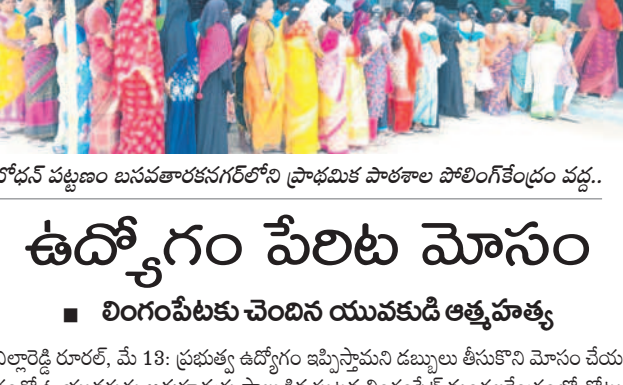 బోధన్ పట్టణం బసవతారకనగర్‌లోని ప్రాథమిక పాఠశాల పోలింగ్‌కేంద్రం వద్ద..
ఉద్యోగం పేరిట మోసం
■ లింగంపేటకు చెందిన యువకుడి ఆత్మహత్య
ఎల్లారెడ్డి రూరల్, మే 13: ప్రభుత్వ ఉద్యోగం ఇప్పిస్తామని డబ్బులు తీసుకొని మోసం